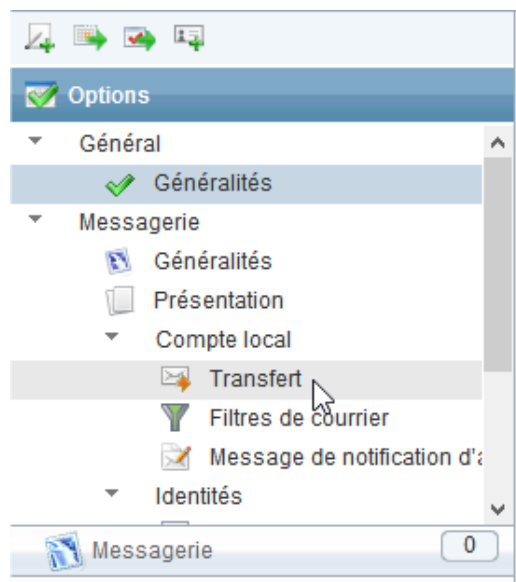 Options
Général
Généralités
Messagerie
Généralités
Présentation
Compte local
Transfert
Filtres de courrier
Message de notification d'a
Identités
Messagerie 0